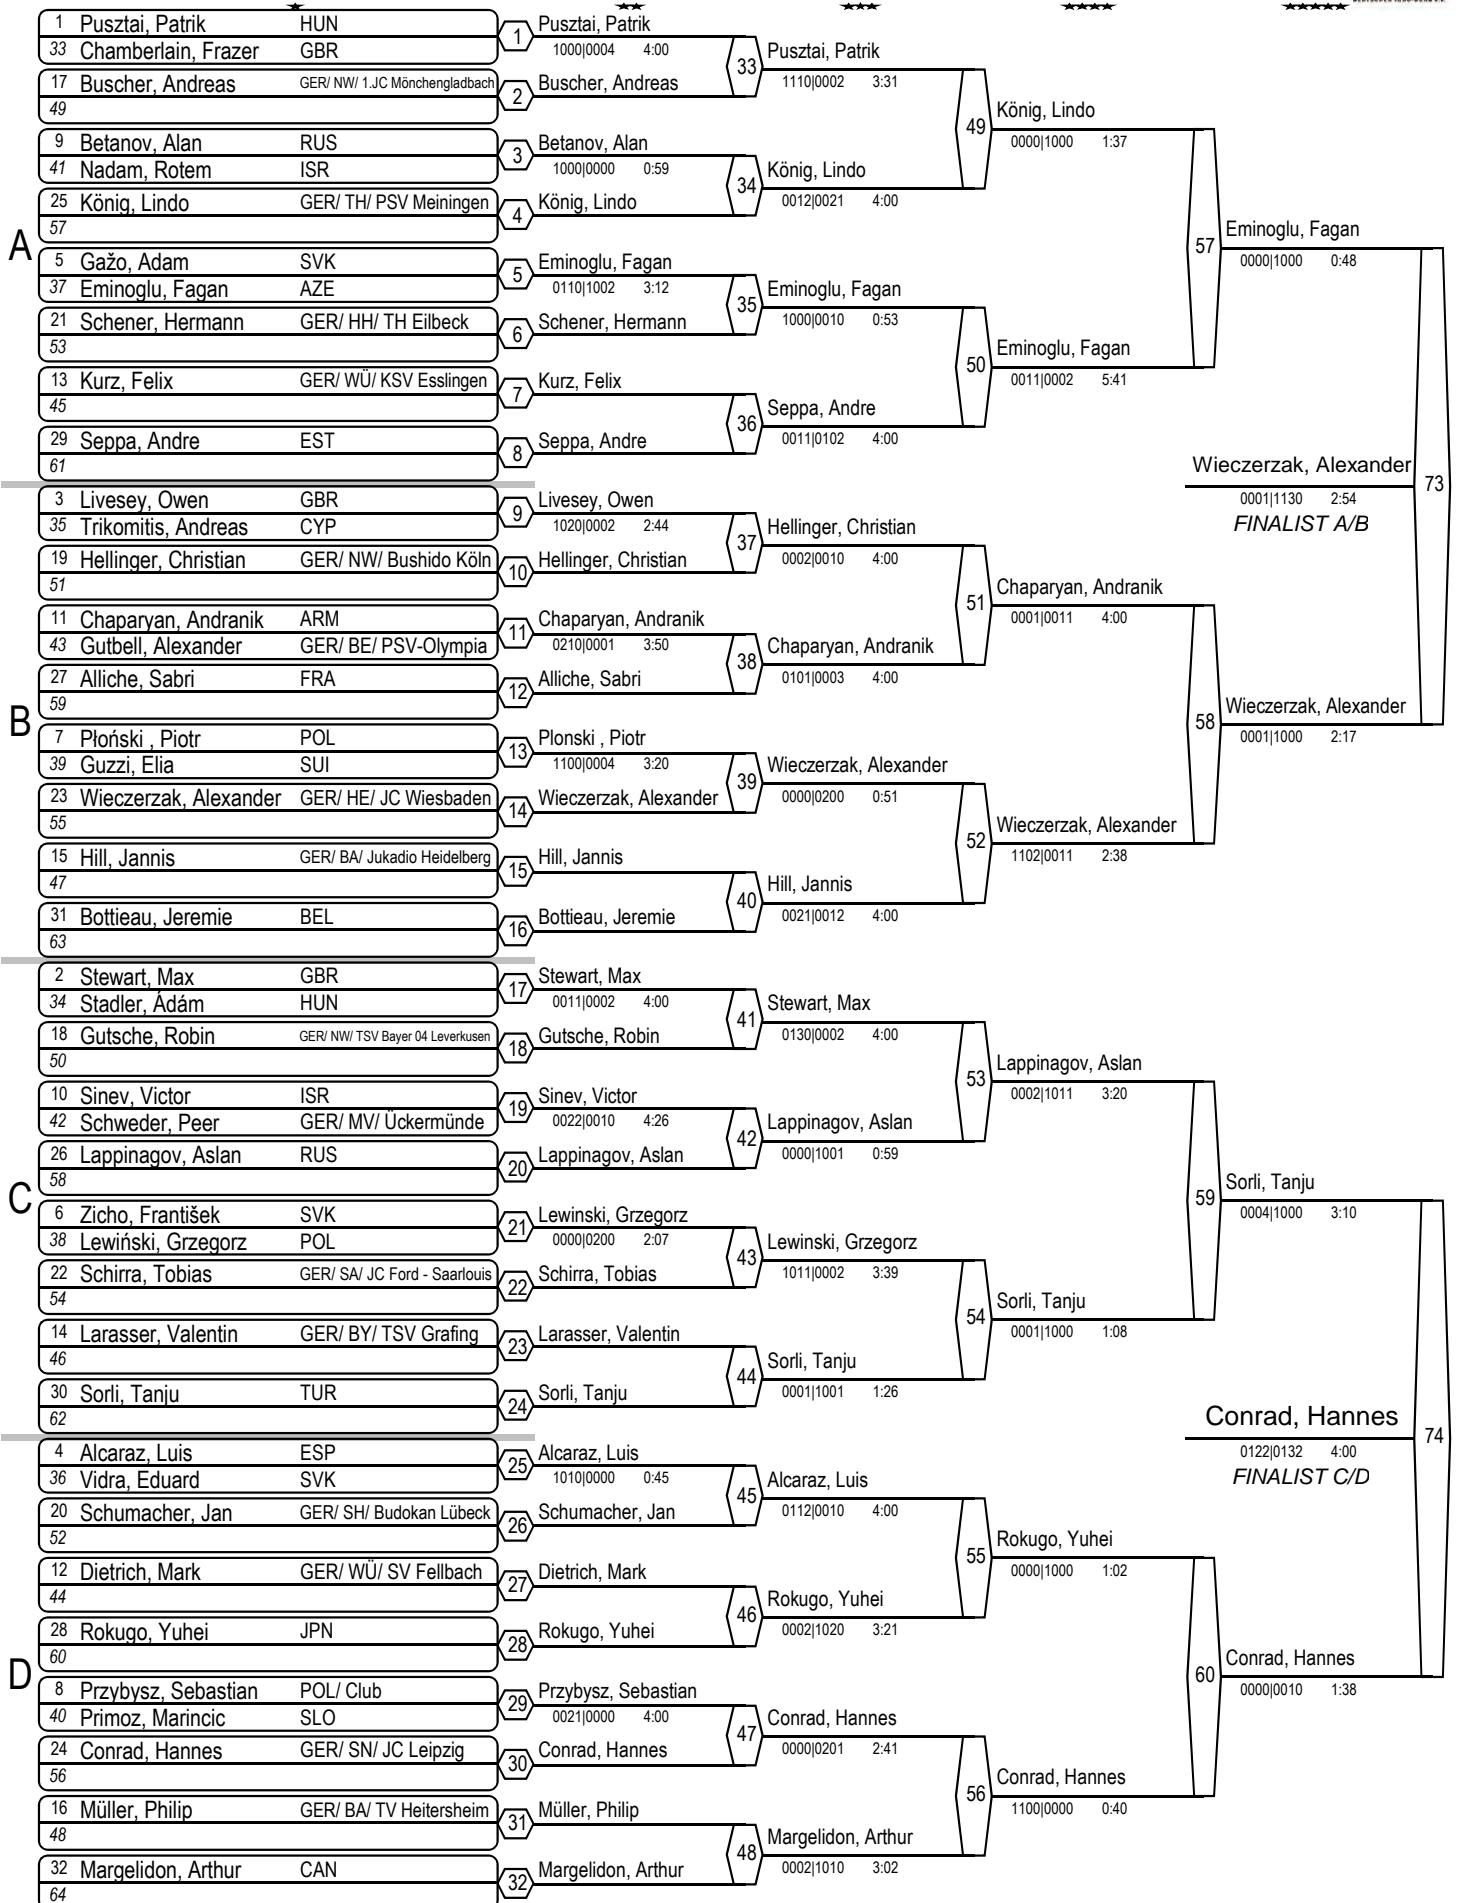 1 Pusztai, Patrik HUN
33 Chamberlain, Frazer GBR
17 Buscher, Andreas GER/ NW/ 1.JC Mönchengladbach
49
9 Betanov, Alan RUS
41 Nadam, Rotem ISR
25 König, Lindo GER/ TH/ PSV Meiningen
57
A
5 Gažo, Adam SVK
37 Eminoglu, Fagan AZE
21 Schener, Hermann GER/ HH/ TH Eilbeck
53
13 Kurz, Felix GER/ WÜ/ KSV Esslingen
45
29 Seppa, Andre EST
61
3 Livesey, Owen GBR
35 Trikomitis, Andreas CYP
19 Hellinger, Christian GER/ NW/ Bushido Köln
51
11 Chaparyan, Andranik ARM
43 Gutbell, Alexander GER/ BE/ PSV-Olympia
27 Alliche, Sabri FRA
59
B
7 Płoński , Piotr POL
39 Guzzi, Elia SUI
23 Wieczerzak, Alexander GER/ HE/ JC Wiesbaden
55
15 Hill, Jannis GER/ BA/ Jukadio Heidelberg
47
31 Bottieau, Jeremie BEL
63
2 Stewart, Max GBR
34 Stadler, Ádám HUN
18 Gutsche, Robin GER/ NW/ TSV Bayer 04 Leverkusen
50
10 Sinev, Victor ISR
42 Schweder, Peer GER/ MV/ Ückermünde
26 Lappinagov, Aslan RUS
58
C
6 Zicho, František SVK
38 Lewiński, Grzegorz POL
22 Schirra, Tobias GER/ SA/ JC Ford - Saarlouis
54
14 Larasser, Valentin GER/ BY/ TSV Grafing
46
30 Sorli, Tanju TUR
62
4 Alcaraz, Luis ESP
36 Vidra, Eduard SVK
20 Schumacher, Jan GER/ SH/ Budokan Lübeck
52
12 Dietrich, Mark GER/ WÜ/ SV Fellbach
44
28 Rokugo, Yuhei JPN
60
D
8 Przybysz, Sebastian POL/ Club
40 Primoz, Marincic SLO
24 Conrad, Hannes GER/ SN/ JC Leipzig
56
16 Müller, Philip GER/ BA/ TV Heitersheim
48
32 Margelidon, Arthur CAN
64
1 Pusztai, Patrik
1000|0004 4:00
2 Buscher, Andreas
3 Betanov, Alan
1000|0000 0:59
4 König, Lindo
5 Eminoglu, Fagan
0110|1002 3:12
6 Schener, Hermann
7 Kurz, Felix
8 Seppa, Andre
9 Livesey, Owen
1020|0002 2:44
10 Hellinger, Christian
11 Chaparyan, Andranik
0210|0001 3:50
12 Alliche, Sabri
13 Plonski , Piotr
1100|0004 3:20
14 Wieczerzak, Alexander
15 Hill, Jannis
16 Bottieau, Jeremie
17 Stewart, Max
0011|0002 4:00
18 Gutsche, Robin
19 Sinev, Victor
0022|0010 4:26
20 Lappinagov, Aslan
21 Lewinski, Grzegorz
0000|0200 2:07
22 Schirra, Tobias
23 Larasser, Valentin
24 Sorli, Tanju
25 Alcaraz, Luis
1010|0000 0:45
26 Schumacher, Jan
27 Dietrich, Mark
28 Rokugo, Yuhei
29 Przybysz, Sebastian
0021|0000 4:00
30 Conrad, Hannes
31 Müller, Philip
32 Margelidon, Arthur
33 Pusztai, Patrik
1110|0002 3:31
34 König, Lindo
0012|0021 4:00
35 Eminoglu, Fagan
1000|0010 0:53
36 Seppa, Andre
0011|0102 4:00
37 Hellinger, Christian
0002|0010 4:00
38 Chaparyan, Andranik
0101|0003 4:00
39 Wieczerzak, Alexander
0000|0200 0:51
40 Hill, Jannis
0021|0012 4:00
41 Stewart, Max
0130|0002 4:00
42 Lappinagov, Aslan
0000|1001 0:59
43 Lewinski, Grzegorz
1011|0002 3:39
44 Sorli, Tanju
0001|1001 1:26
45 Alcaraz, Luis
0112|0010 4:00
46 Rokugo, Yuhei
0002|1020 3:21
47 Conrad, Hannes
0000|0201 2:41
48 Margelidon, Arthur
0002|1010 3:02
49 König, Lindo
0000|1000 1:37
50 Eminoglu, Fagan
0011|0002 5:41
51 Chaparyan, Andranik
0001|0011 4:00
52 Wieczerzak, Alexander
1102|0011 2:38
53 Lappinagov, Aslan
0002|1011 3:20
54 Sorli, Tanju
0001|1000 1:08
55 Rokugo, Yuhei
0000|1000 1:02
56 Conrad, Hannes
1100|0000 0:40
57 Eminoglu, Fagan
0000|1000 0:48
58 Wieczerzak, Alexander
0001|1000 2:17
59 Sorli, Tanju
0004|1000 3:10
60 Conrad, Hannes
0000|0010 1:38
Wieczerzak, Alexander 73
0001|1130 2:54
FINALIST A/B
Conrad, Hannes 74
0122|0132 4:00
FINALIST C/D